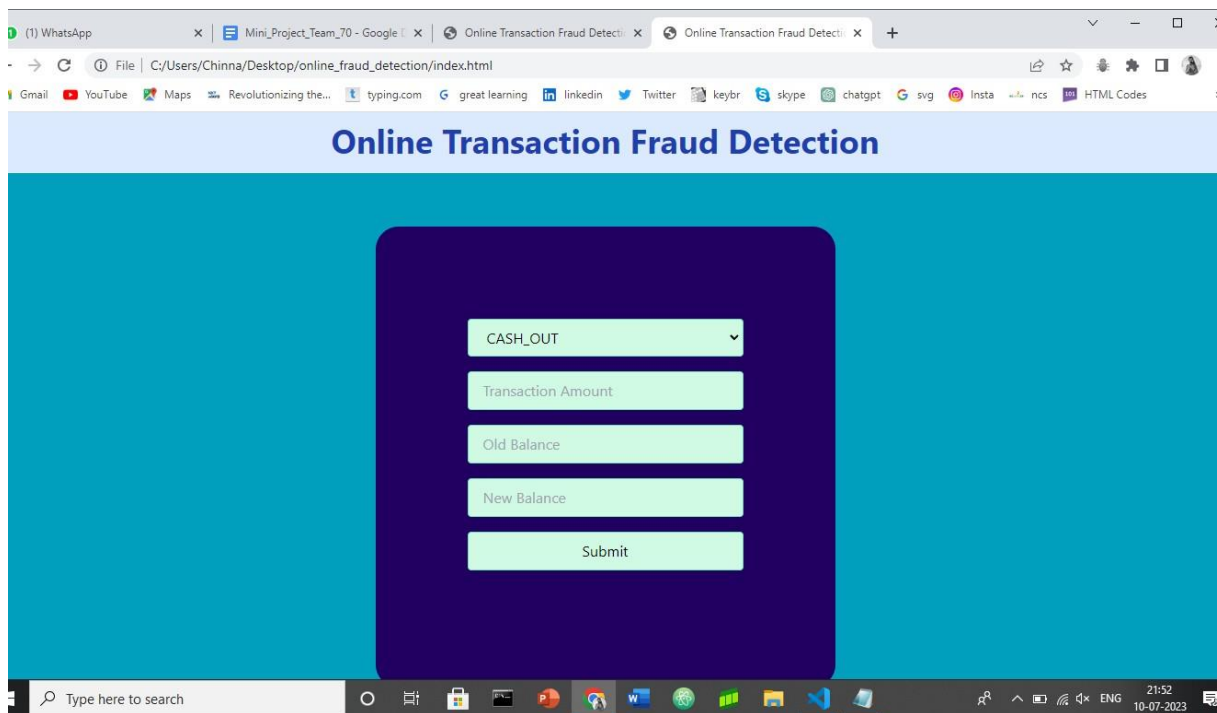 (1) WhatsApp
Mini_Project_Team_70 - Google D
Online Transaction Fraud Detecti
Online Transaction Fraud Detecti
File C:/Users/Chinna/Desktop/online_fraud_detection/index.html
Gmail YouTube Maps Revolutionizing the... typing.com great learning linkedin Twitter keybr skype chatgpt svg Insta ncs HTML Codes
Online Transaction Fraud Detection
CASH_OUT
Transaction Amount
Old Balance
New Balance
Submit
Type here to search
ENG
21:52
10-07-2023